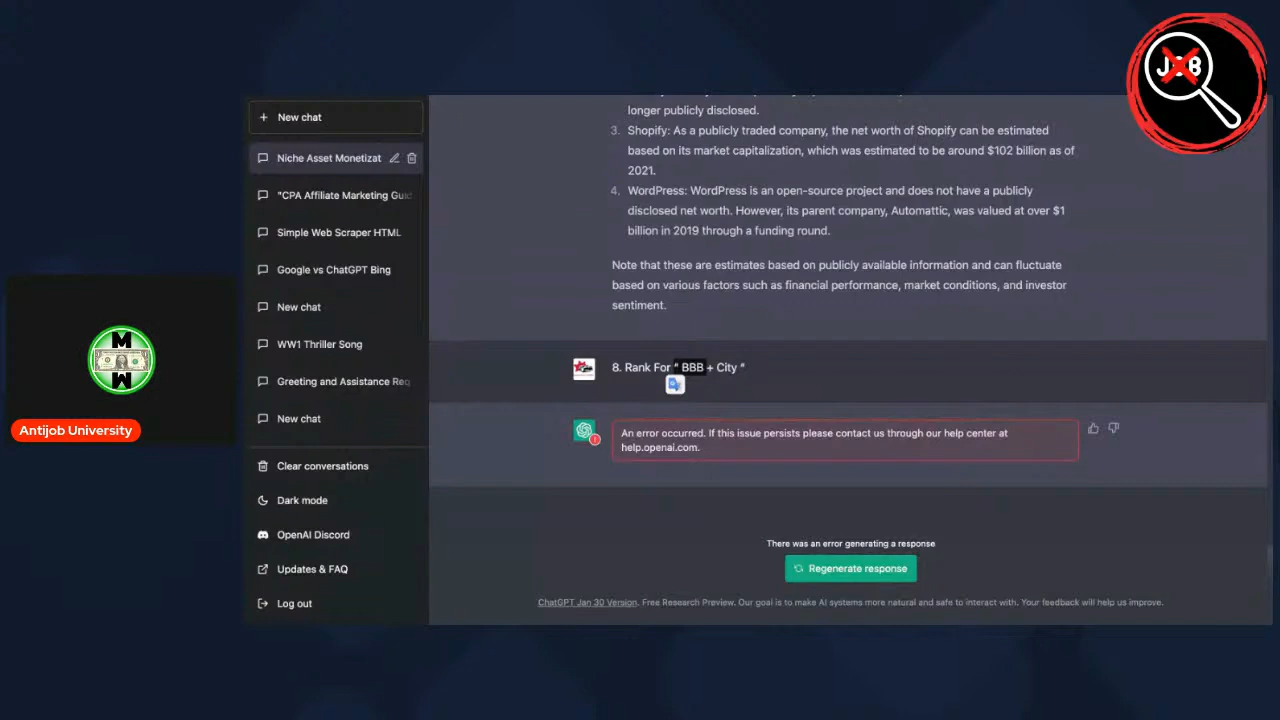 JOB
New chat
Niche Asset Monetizat
"CPA Affiliate Marketing Guid
Simple Web Scraper HTML
Google vs ChatGPT Bing
New chat
WW1 Thriller Song
Greeting and Assistance Req
New chat
Clear conversations
Dark mode
OpenAI Discord
Updates & FAQ
Log out
M
M
Antijob University
longer publicly disclosed.
3. Shopify: As a publicly traded company, the net worth of Shopify can be estimated
based on its market capitalization, which was estimated to be around $102 billion as of
2021.
4. WordPress: WordPress is an open-source project and does not have a publicly
disclosed net worth. However, its parent company, Automattic, was valued at over $1
billion in 2019 through a funding round.
Note that these are estimates based on publicly available information and can fluctuate
based on various factors such as financial performance, market conditions, and investor
sentiment.
8. Rank For " BBB + City "
An error occurred. If this issue persists please contact us through our help center at
help.openai.com.
There was an error generating a response
Regenerate response
ChatGPT Jan 30 Version. Free Research Preview. Our goal is to make AI systems more natural and safe to interact with. Your feedback will help us improve.